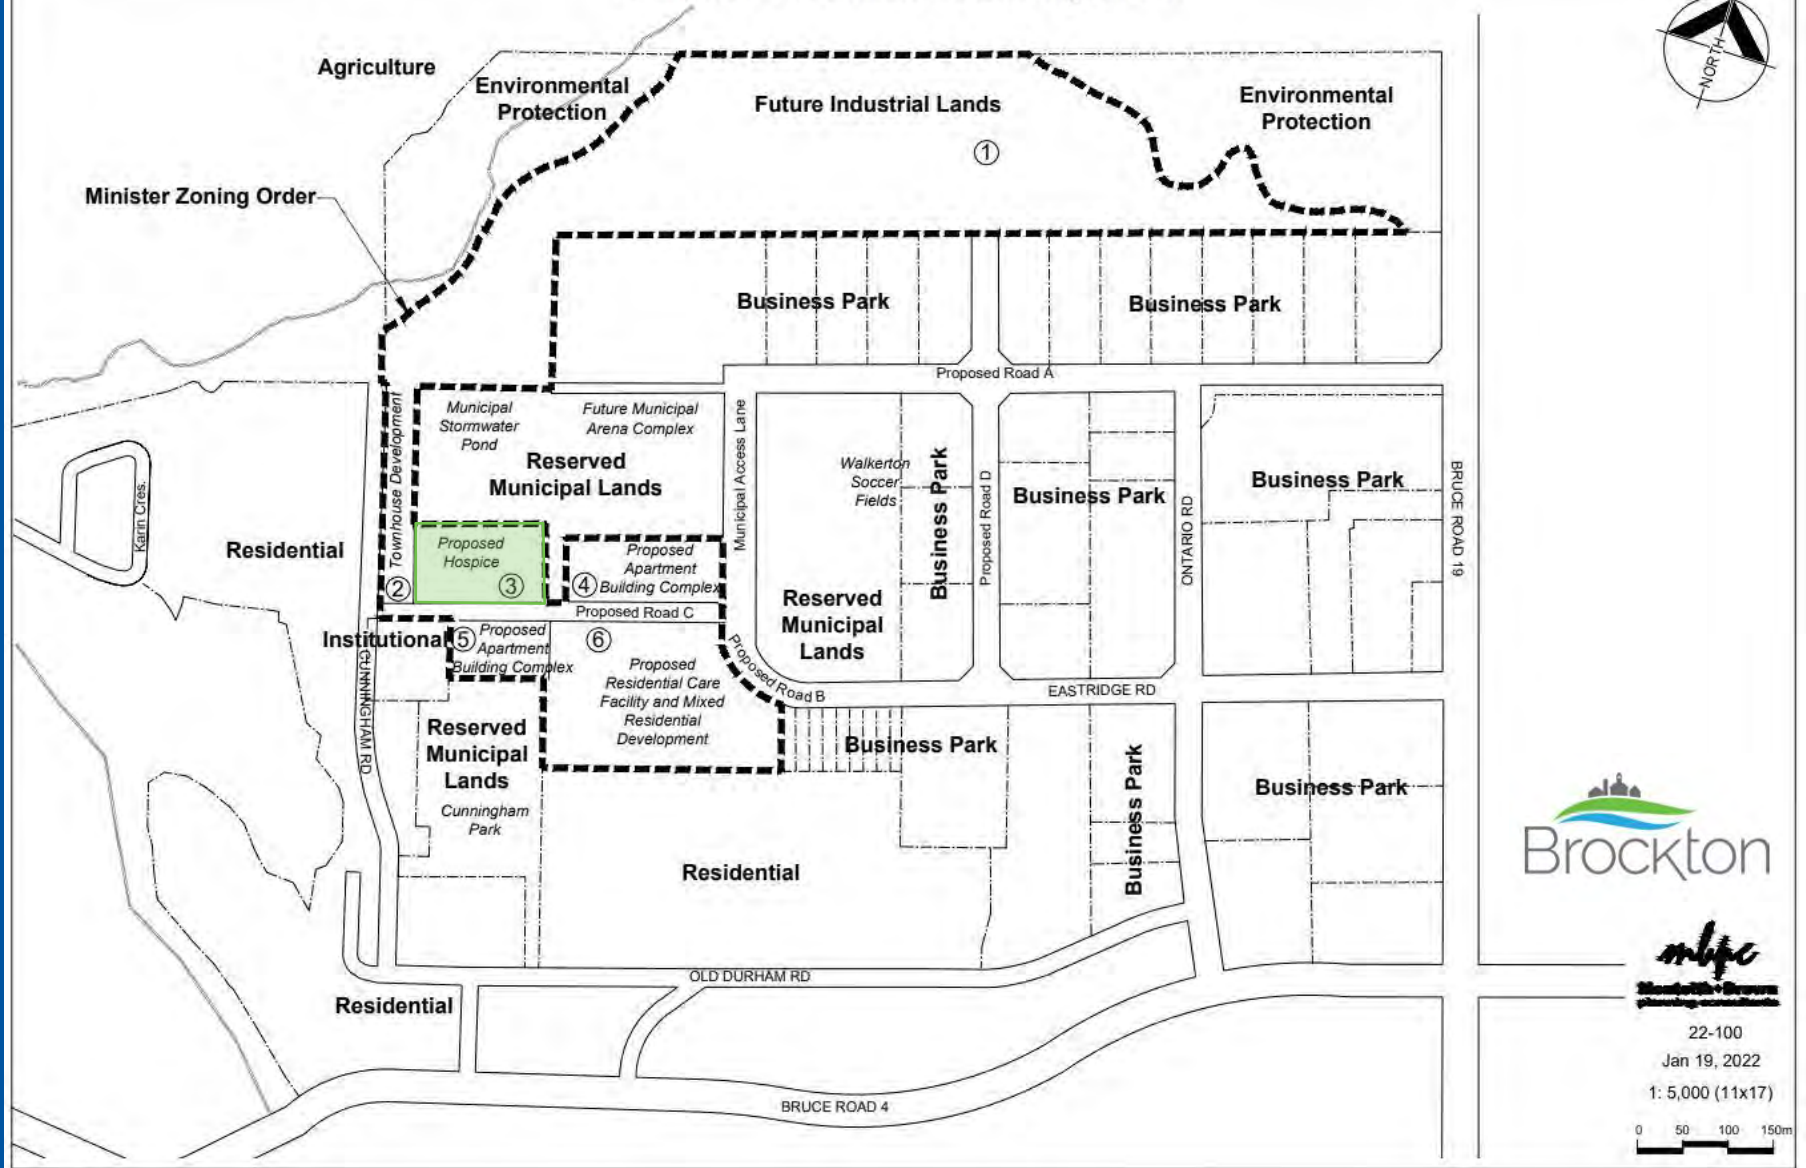 NORTH
Agriculture
Environmental
Protection
Future Industrial Lands
1
Environmental
Protection
Minister Zoning Order
Business Park
Business Park
Proposed Road A
Townhouse Development
Municipal
Stormwater
Pond
Future Municipal
Arena Complex
Reserved
Municipal Lands
Municipal Access Lane
Walkerton
Soccer
Fields
Business Park
Proposed Road D
Business Park
ONTARIO RD
Business Park
BRUCE ROAD 19
Karin Cres.
Residential
Proposed
Hospice
2
3
4
Proposed
Apartment
Building Complex
Proposed Road C
Reserved
Municipal
Lands
Institutional
5
Proposed
Apartment
Building Complex
6
Proposed
Residential Care
Facility and Mixed
Residential
Development
Proposed Road B
EASTRIDGE RD
CUNNINGHAM RD
Reserved
Municipal
Lands
Cunningham
Park
Business Park
Business Park
Business Park
Residential
OLD DURHAM RD
Residential
BRUCE ROAD 4
Brockton
mbpc
Monteith+Brown
planning consultants
22-100
Jan 19, 2022
1: 5,000 (11x17)
0 50 100 150m